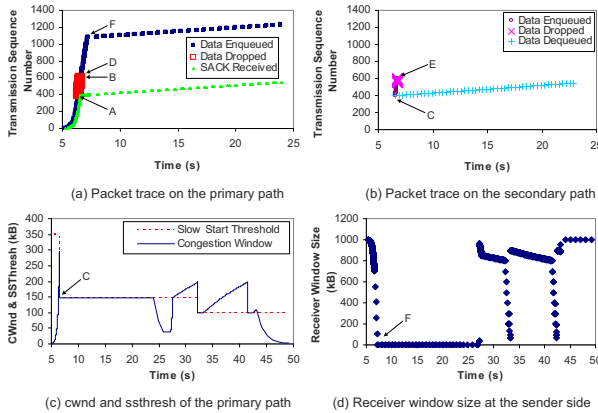 1400
1200
1000
800
600
400
200
0
Transmission Sequence
Number
F
D
B
A
Data Enqueued
Data Dropped
SACK Received
5 10 15 20 25
Time (s)
(a) Packet trace on the primary path
1400
1200
1000
800
600
400
200
0
Transmission Sequence
Number
E
C
Data Enqueued
Data Dropped
Data Dequeued
5 10 15 20 25
Time (s)
(b) Packet trace on the secondary path
400
350
300
250
200
150
100
50
0
CWnd & SSThresh (kB)
Slow Start Threshold
Congestion Window
C
5 10 15 20 25 30 35 40 45 50
Time (s)
(c) cwnd and ssthresh of the primary path
1200
1000
800
600
400
200
0
Receiver Window Size
(kB)
F
5 10 15 20 25 30 35 40 45 50
Time (s)
(d) Receiver window size at the sender side